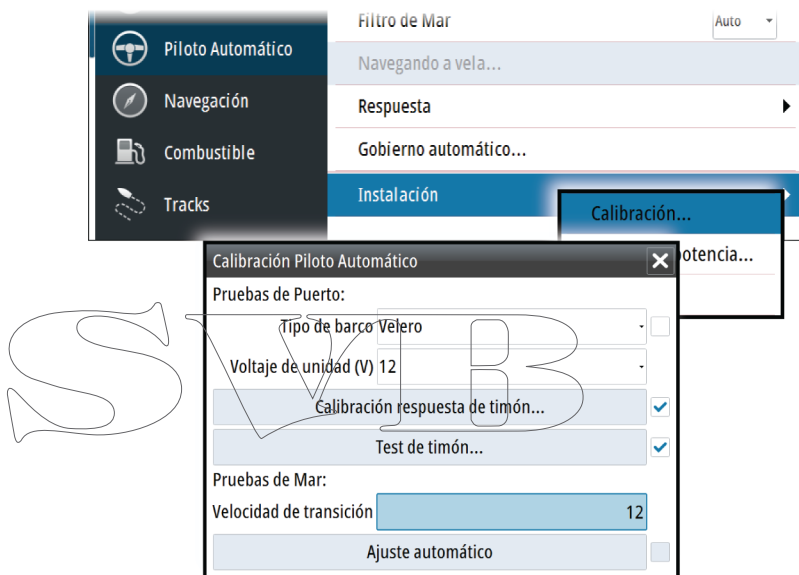 Filtro de Mar
Auto
Piloto Automático
Navegando a vela...
Navegación
Respuesta
Combustible
Gobierno automático...
Tracks
Instalación
Calibración...
potencia...
Calibración Piloto Automático
Pruebas de Puerto:
Tipo de barco Velero
Voltaje de unidad (V) 12
Calibración respuesta de timón...
Test de timón...
Pruebas de Mar:
Velocidad de transición 12
Ajuste automático
SVB